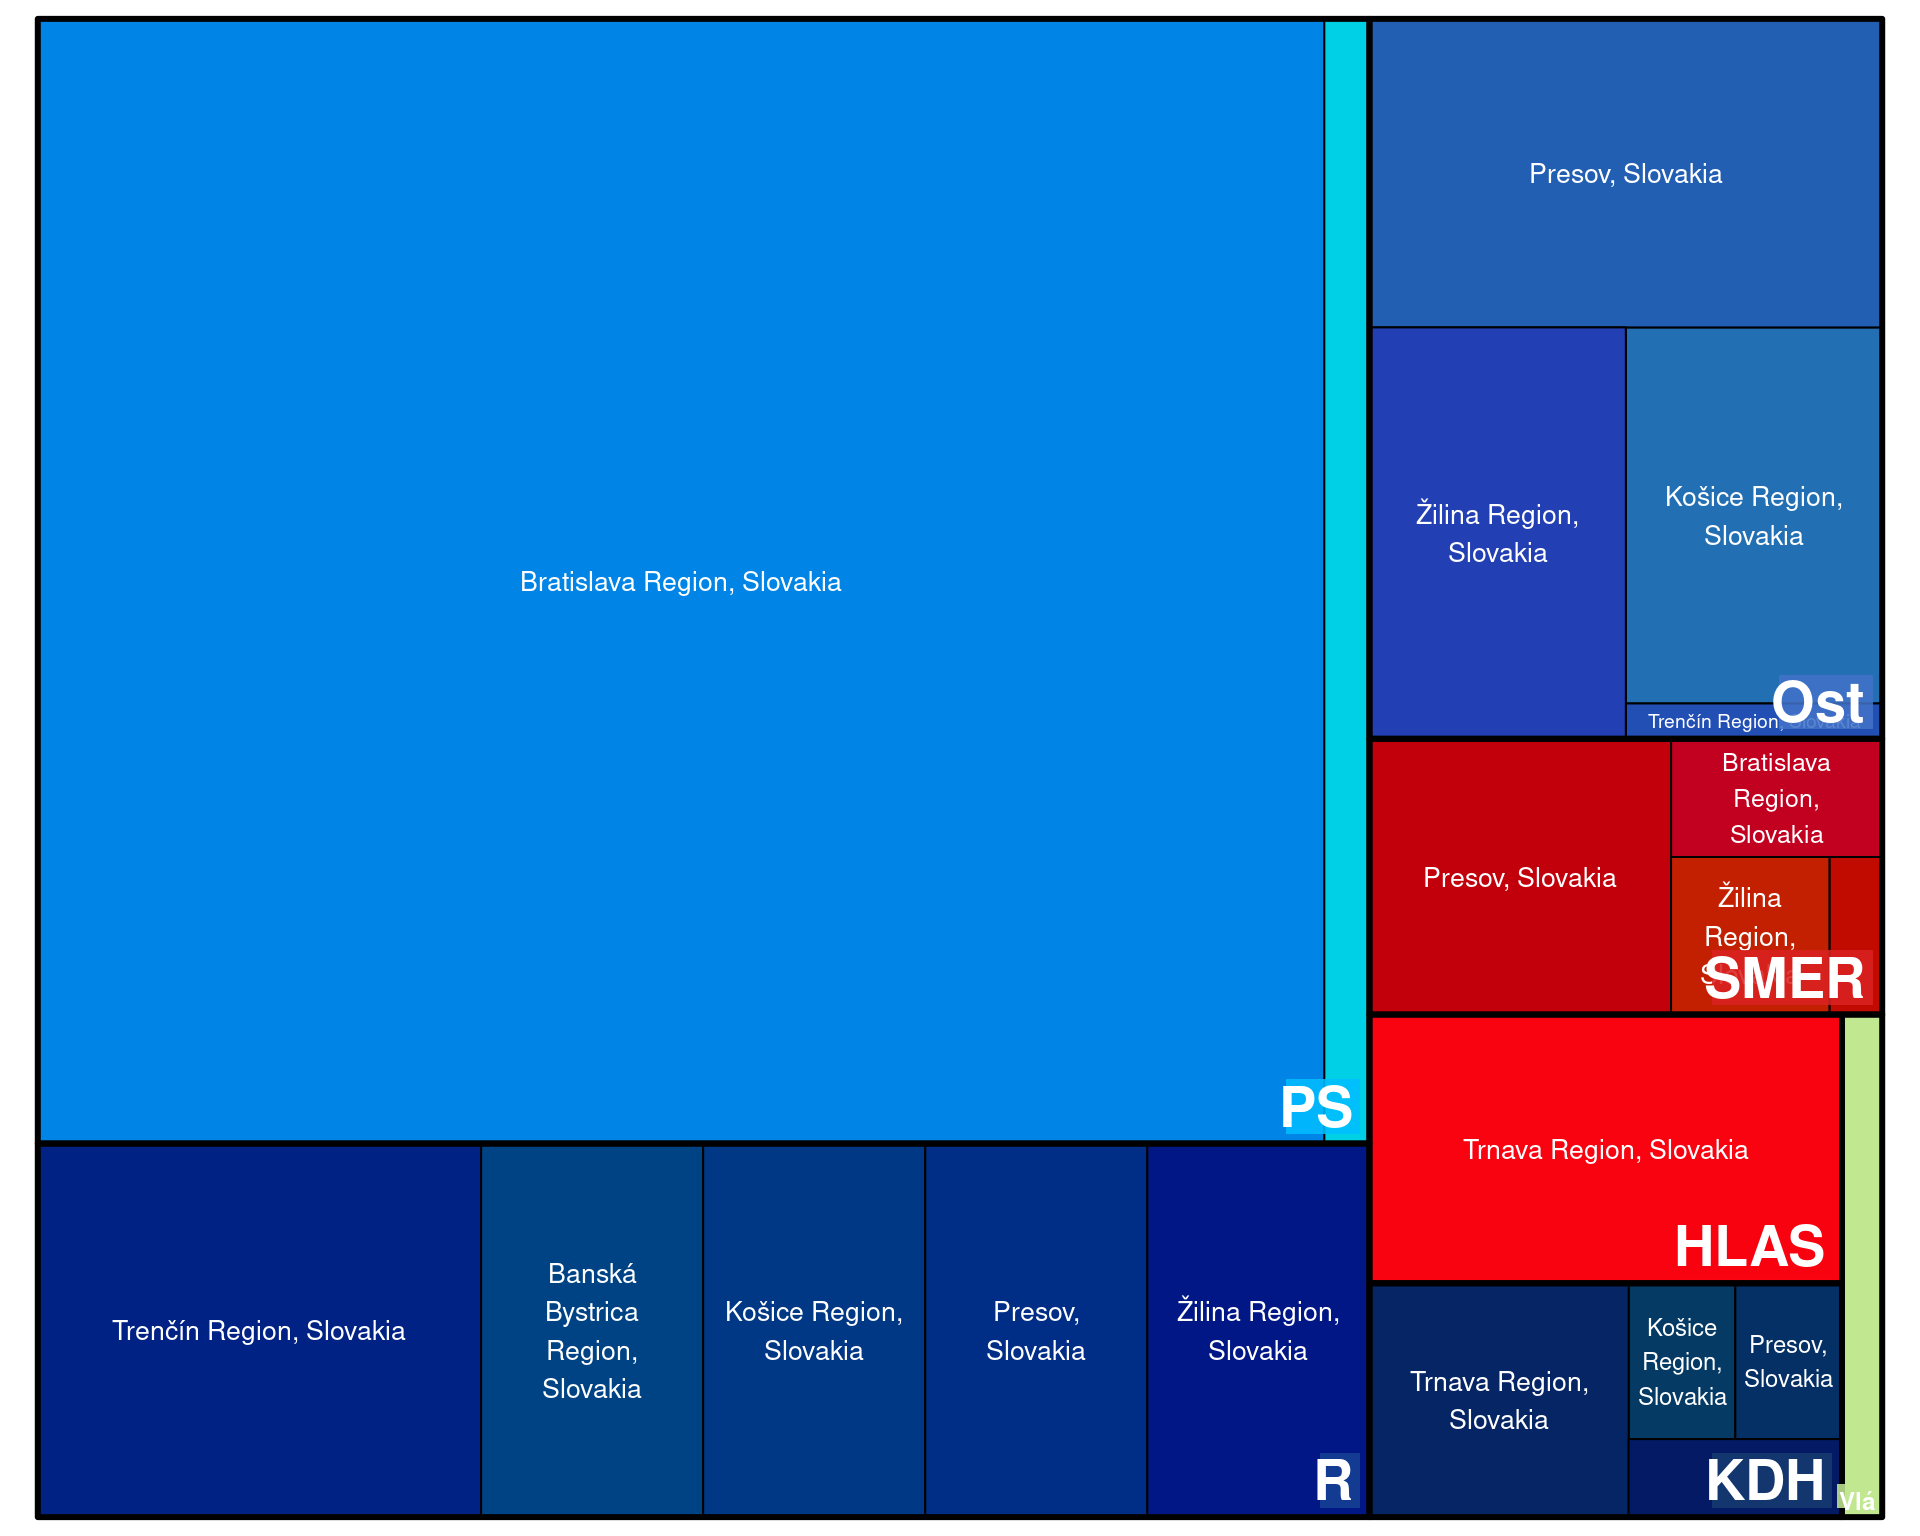 Bratislava Region, Slovakia
PS
Trenčín Region, Slovakia
Banská
Bystrica
Region,
Slovakia
Košice Region,
Slovakia
Presov,
Slovakia
Žilina Region,
Slovakia
R
Presov, Slovakia
Žilina Region,
Slovakia
Košice Region,
Slovakia
Trenčín Region, Slovakia
Ost
Presov, Slovakia
Bratislava
Region,
Slovakia
Žilina
Region,
SMER
Trnava Region, Slovakia
HLAS
Trnava Region,
Slovakia
Košice
Region,
Slovakia
Presov,
Slovakia
KDH
Vlá